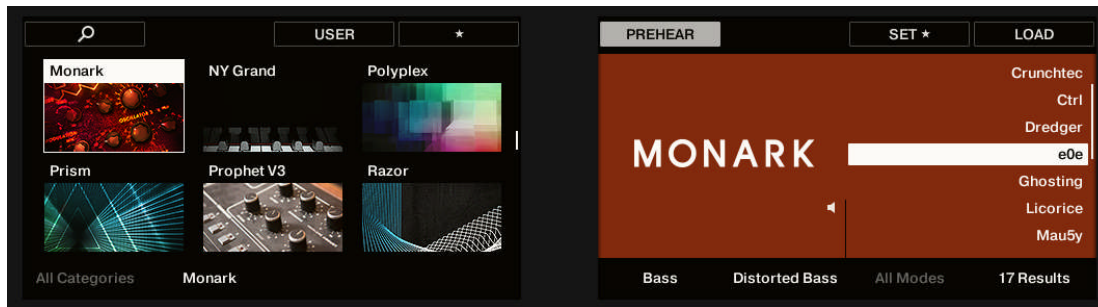 USER ★
Monark NY Grand Polyplex
Prism Prophet V3 Razor
All Categories Monark
PREHEAR SET ★ LOAD
MONARK
Crunchtec
Ctrl
Dredger
e0e
Ghosting
Licorice
Mau5y
Bass Distorted Bass All Modes 17 Results